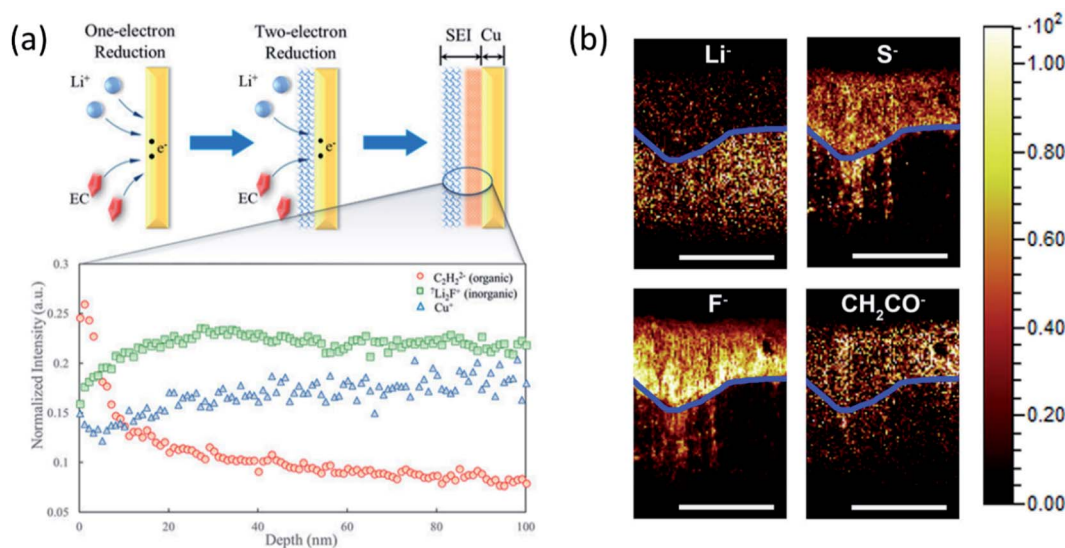 (a)
One-electron
Reduction
Two-electron
Reduction
SEI Cu
Li⁺
e⁻
EC
Li⁺
e⁻
EC
Normalized Intensity (a.u.)
0.3
0.25
0.2
0.15
0.1
0.05
C₂H₂²⁻ (organic)
⁷Li₂F⁺ (inorganic)
Cu⁺
0 20 40 60 80 100
Depth (nm)
(b)
Li⁻
S⁻
F⁻
CH₂CO⁻
·10²
1.00
0.80
0.60
0.40
0.20
0.00